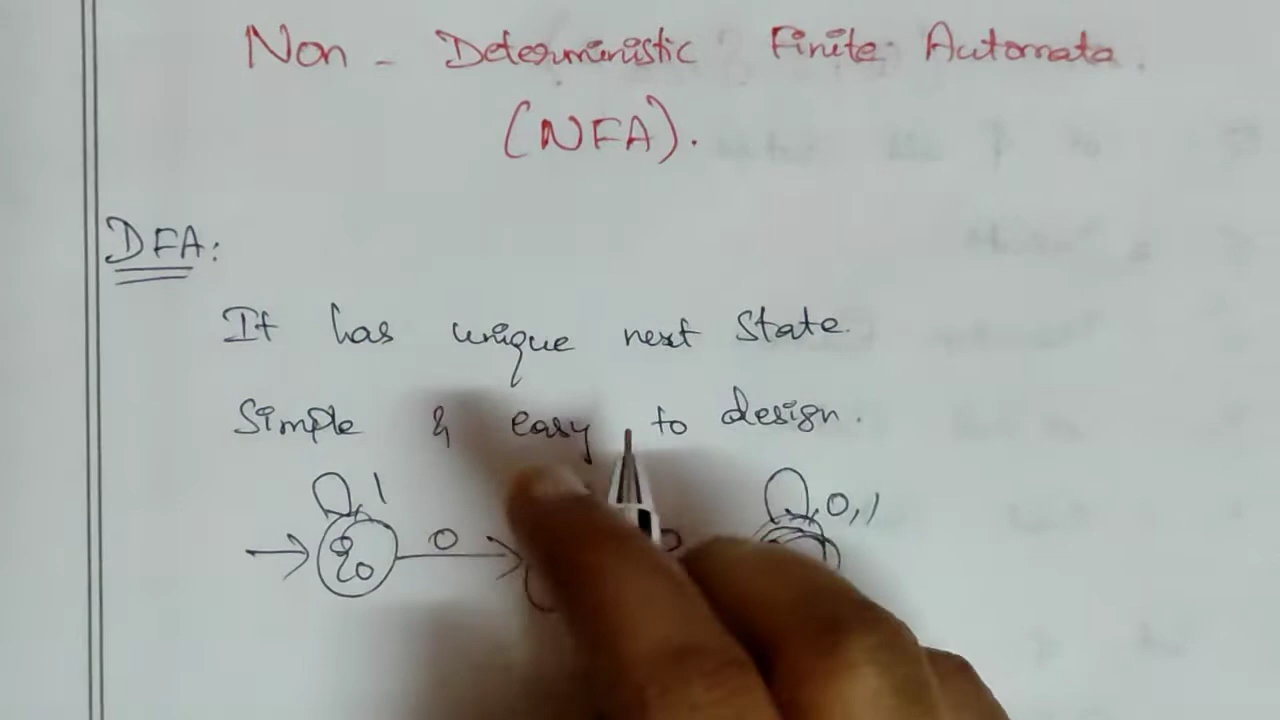 Non - Deterministic Finite Automata.
(NFA).
DFA:
It has unique next state.
Simple & easy to design.
1 0,1
q0 0 0